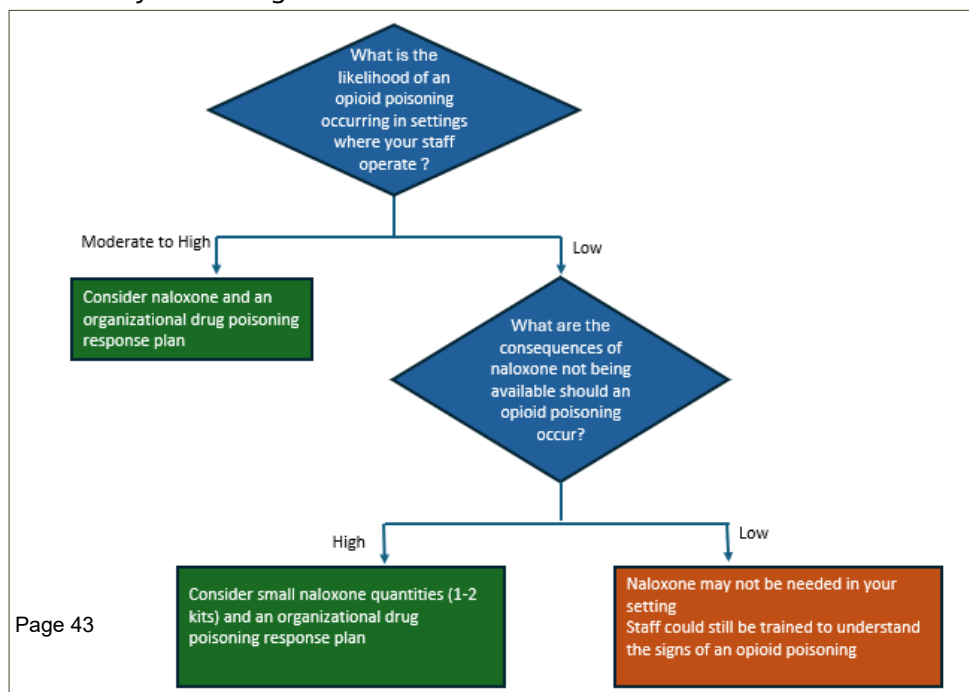 What is the
likelihood of an
opioid poisoning
occurring in settings
where your staff
operate ?
Moderate to High
Low
Consider naloxone and an
organizational drug poisoning
response plan
What are the
consequences of
naloxone not being
available should an
opioid poisoning
occur?
High
Low
Consider small naloxone quantities (1-2
kits) and an organizational drug
poisoning response plan
Naloxone may not be needed in your
setting
Staff could still be trained to understand
the signs of an opioid poisoning
Page 43